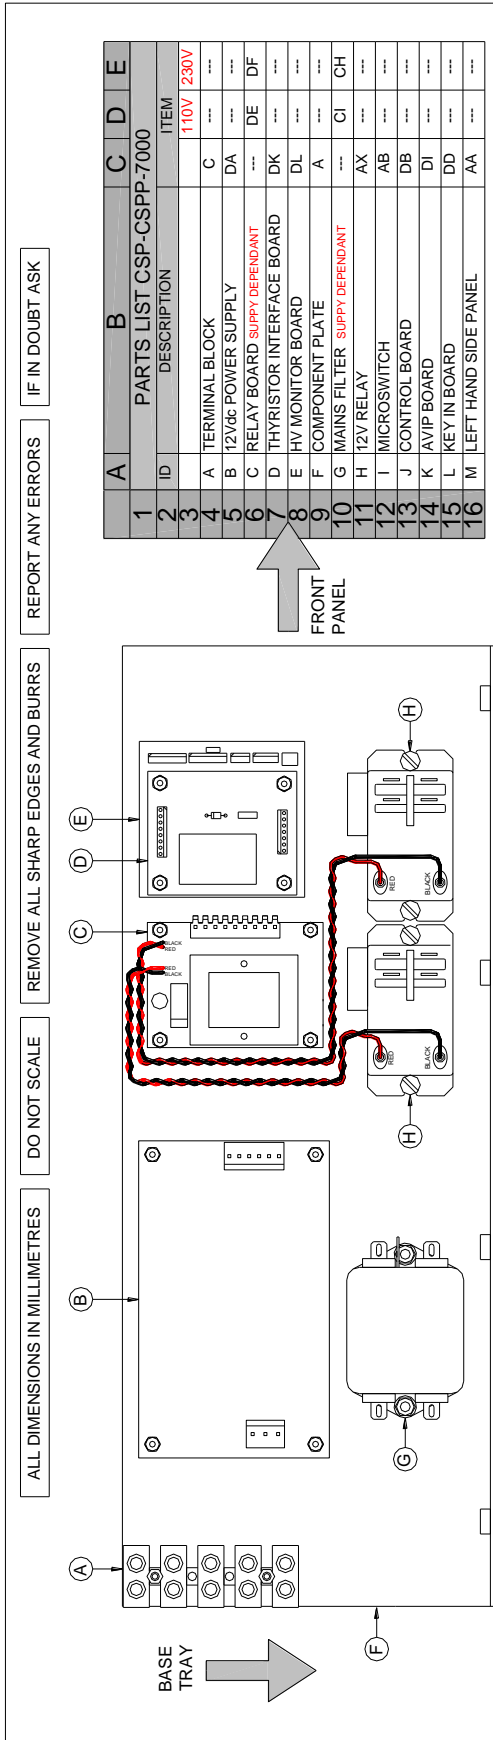 ALL DIMENSIONS IN MILLIMETRES
DO NOT SCALE
REMOVE ALL SHARP EDGES AND BURRS
REPORT ANY ERRORS
IF IN DOUBT ASK
A B C D E
1 PARTS LIST CSP-CSPP-7000
2 ID DESCRIPTION ITEM
3 110V 230V
4 A TERMINAL BLOCK C --- ---
5 B 12Vdc POWER SUPPLY DA --- ---
6 C RELAY BOARD SUPPY DEPENDANT --- DE DF
7 D THYRISTOR INTERFACE BOARD DK --- ---
8 E HV MONITOR BOARD DL --- ---
9 F COMPONENT PLATE A --- ---
10 G MAINS FILTER SUPPY DEPENDANT --- CI CH
11 H 12V RELAY AX --- ---
12 I MICROSWITCH AB --- ---
13 J CONTROL BOARD DB --- ---
14 K AVIP BOARD DI --- ---
15 L KEY IN BOARD DD --- ---
16 M LEFT HAND SIDE PANEL AA --- ---
A
B
C
D
E
BASE
TRAY
FRONT
PANEL
BLACK
RED
RED
BLACK
RED
BLACK
RED
BLACK
F
G
H
H